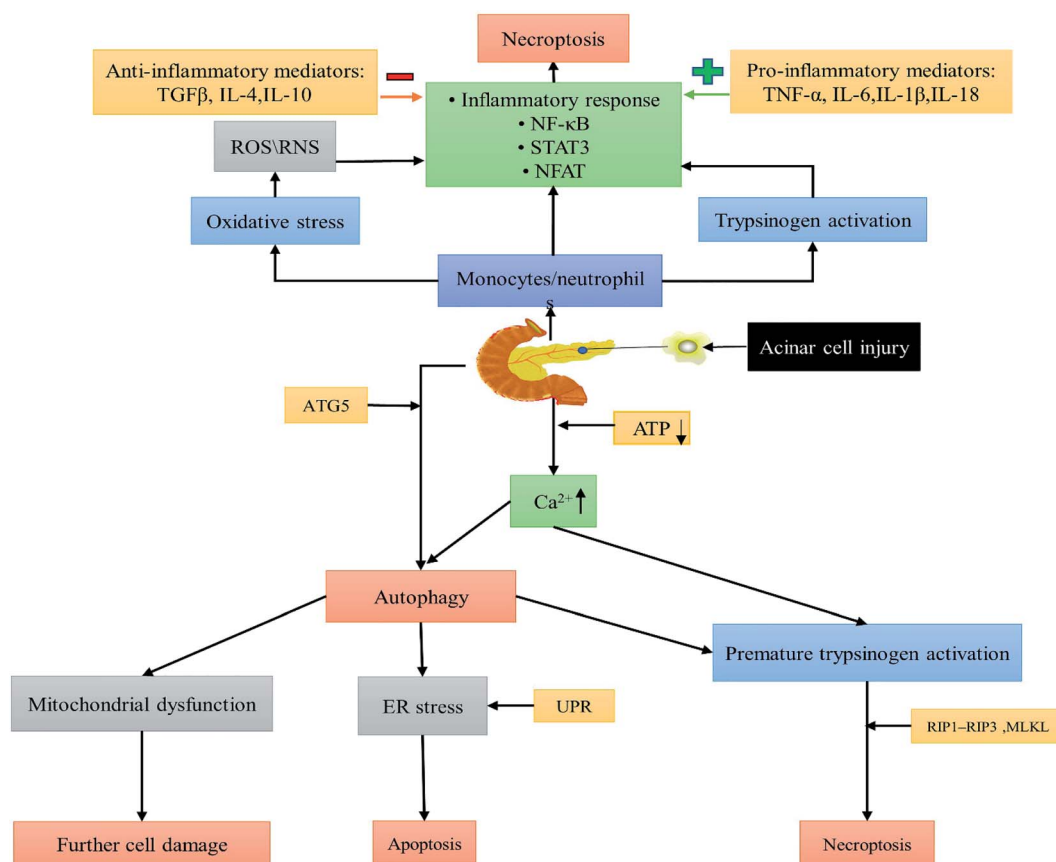 Necroptosis
Anti-inflammatory mediators:
TGFβ, IL-4,IL-10
Pro-inflammatory mediators:
TNF-α, IL-6,IL-1β,IL-18
• Inflammatory response
• NF-κB
• STAT3
• NFAT
ROS\RNS
Oxidative stress
Trypsinogen activation
Monocytes/neutrophil
s
Acinar cell injury
ATG5
ATP
Ca²⁺
Autophagy
Premature trypsinogen activation
Mitochondrial dysfunction
ER stress
UPR
RIP1–RIP3 ,MLKL
Further cell damage
Apoptosis
Necroptosis